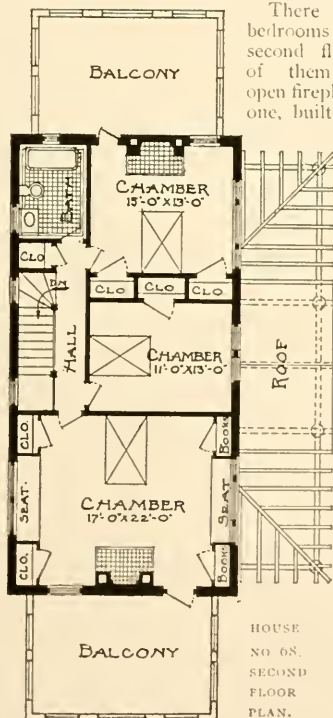 There
bedrooms
second fl
of them
open firepl
one, built
BALCONY
BATH
CHAMBER
15'-0"X13'-0"
CLO
DN
CLO.
CLO.
CLO.
HALL
CHAMBER
11'-0"X13'-0"
ROOF
CLO.
BOOKS
SEAT.
CHAMBER
17'-0"X22'-0"
SEAT
CLO.
BOOKS
BALCONY
HOUSE
NO 68,
SECOND
FLOOR
PLAN.